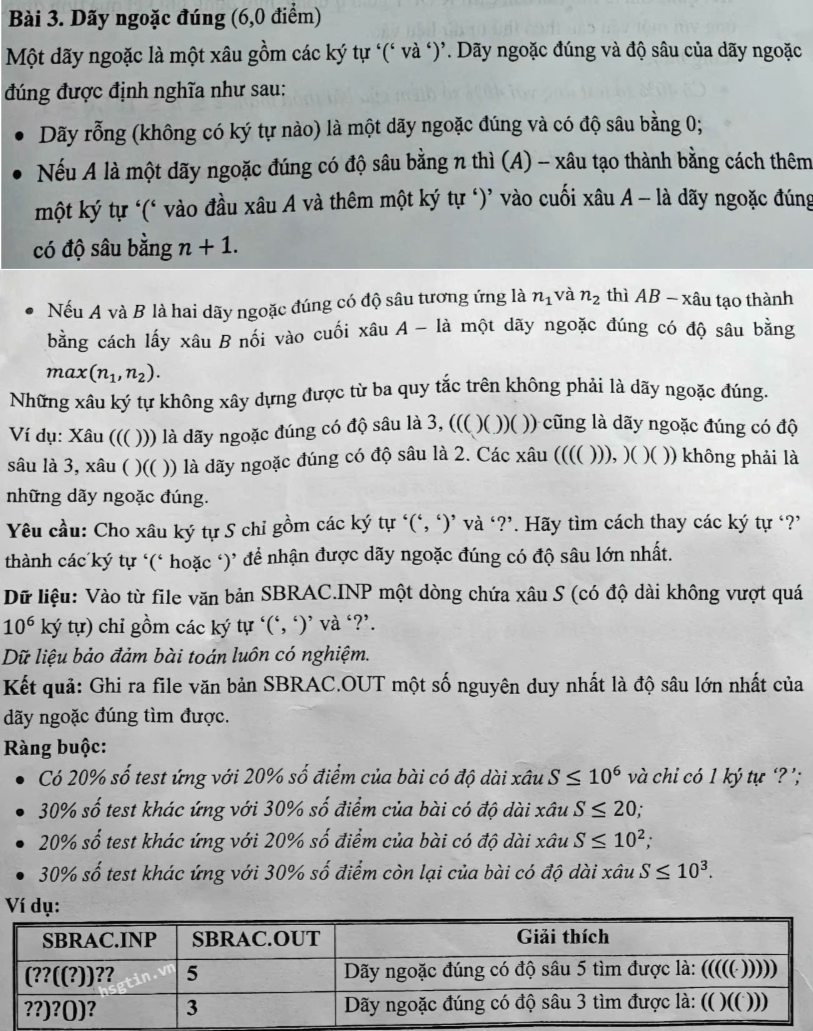 Bài 3. Dãy ngoặc đúng (6,0 điểm)
Một dãy ngoặc là một xâu gồm các ký tự ‘(‘ và ‘)’. Dãy ngoặc đúng và độ sâu của dãy ngoặc
đúng được định nghĩa như sau:
• Dãy rỗng (không có ký tự nào) là một dãy ngoặc đúng và có độ sâu bằng 0;
• Nếu A là một dãy ngoặc đúng có độ sâu bằng n thì (A) – xâu tạo thành bằng cách thêm
một ký tự ‘(‘ vào đầu xâu A và thêm một ký tự ‘)’ vào cuối xâu A – là dãy ngoặc đúng
có độ sâu bằng n + 1.
• Nếu A và B là hai dãy ngoặc đúng có độ sâu tương ứng là n₁và n₂ thì AB – xâu tạo thành
bằng cách lấy xâu B nối vào cuối xâu A – là một dãy ngoặc đúng có độ sâu bằng
max(n₁, n₂).
Những xâu ký tự không xây dựng được từ ba quy tắc trên không phải là dãy ngoặc đúng.
Ví dụ: Xâu ((( ))) là dãy ngoặc đúng có độ sâu là 3, ((( )( ))( )) cũng là dãy ngoặc đúng có độ
sâu là 3, xâu ( )(( )) là dãy ngoặc đúng có độ sâu là 2. Các xâu (((( ))), )( )( )) không phải là
những dãy ngoặc đúng.
Yêu cầu: Cho xâu ký tự S chỉ gồm các ký tự ‘(‘, ‘)’ và ‘?’. Hãy tìm cách thay các ký tự ‘?’
thành các ký tự ‘(‘ hoặc ‘)’ để nhận được dãy ngoặc đúng có độ sâu lớn nhất.
Dữ liệu: Vào từ file văn bản SBRAC.INP một dòng chứa xâu S (có độ dài không vượt quá
10⁶ ký tự) chỉ gồm các ký tự ‘(‘, ‘)’ và ‘?’.
Dữ liệu bảo đảm bài toán luôn có nghiệm.
Kết quả: Ghi ra file văn bản SBRAC.OUT một số nguyên duy nhất là độ sâu lớn nhất của
dãy ngoặc đúng tìm được.
Ràng buộc:
• Có 20% số test ứng với 20% số điểm của bài có độ dài xâu S ≤ 10⁶ và chỉ có 1 ký tự ‘?’;
• 30% số test khác ứng với 30% số điểm của bài có độ dài xâu S ≤ 20;
• 20% số test khác ứng với 20% số điểm của bài có độ dài xâu S ≤ 10²;
• 30% số test khác ứng với 30% số điểm còn lại của bài có độ dài xâu S ≤ 10³.
Ví dụ:
SBRAC.INP SBRAC.OUT Giải thích
(??((?))?? 5 Dãy ngoặc đúng có độ sâu 5 tìm được là: ((((( )))))
hsgtin.vn
??)?())? 3 Dãy ngoặc đúng có độ sâu 3 tìm được là: (( )(( )))